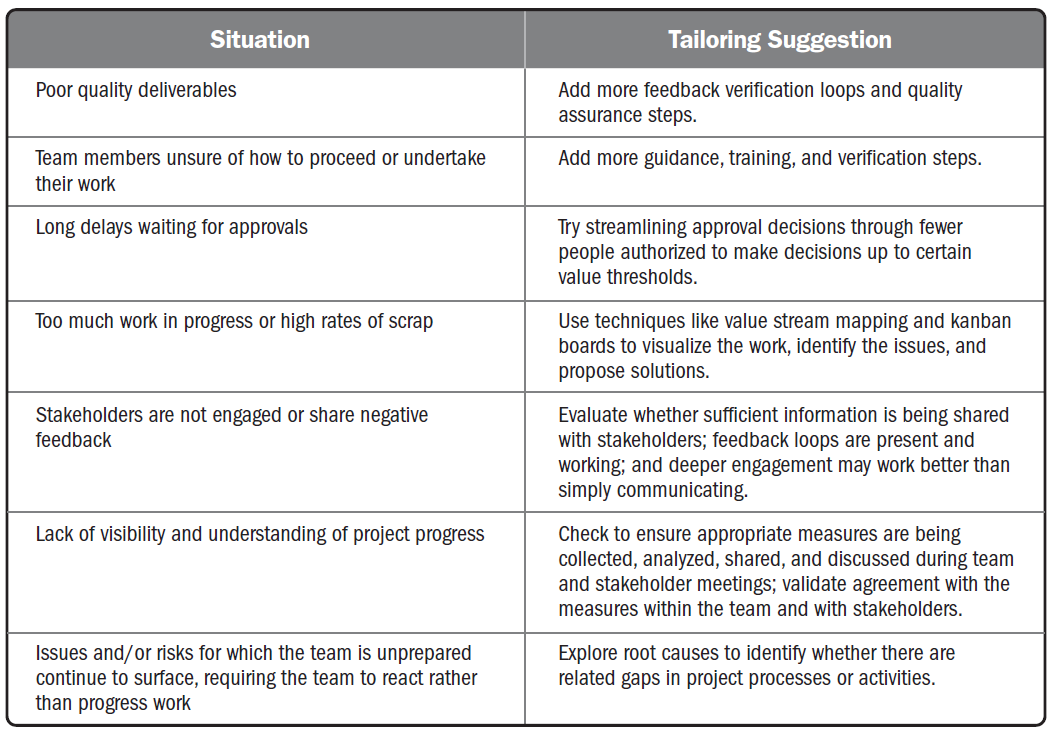 Situation
Tailoring Suggestion
Poor quality deliverables
Add more feedback verification loops and quality
assurance steps.
Team members unsure of how to proceed or undertake
their work
Add more guidance, training, and verification steps.
Long delays waiting for approvals
Try streamlining approval decisions through fewer
people authorized to make decisions up to certain
value thresholds.
Too much work in progress or high rates of scrap
Use techniques like value stream mapping and kanban
boards to visualize the work, identify the issues, and
propose solutions.
Stakeholders are not engaged or share negative
feedback
Evaluate whether sufficient information is being shared
with stakeholders; feedback loops are present and
working; and deeper engagement may work better than
simply communicating.
Lack of visibility and understanding of project progress
Check to ensure appropriate measures are being
collected, analyzed, shared, and discussed during team
and stakeholder meetings; validate agreement with the
measures within the team and with stakeholders.
Issues and/or risks for which the team is unprepared
continue to surface, requiring the team to react rather
than progress work
Explore root causes to identify whether there are
related gaps in project processes or activities.